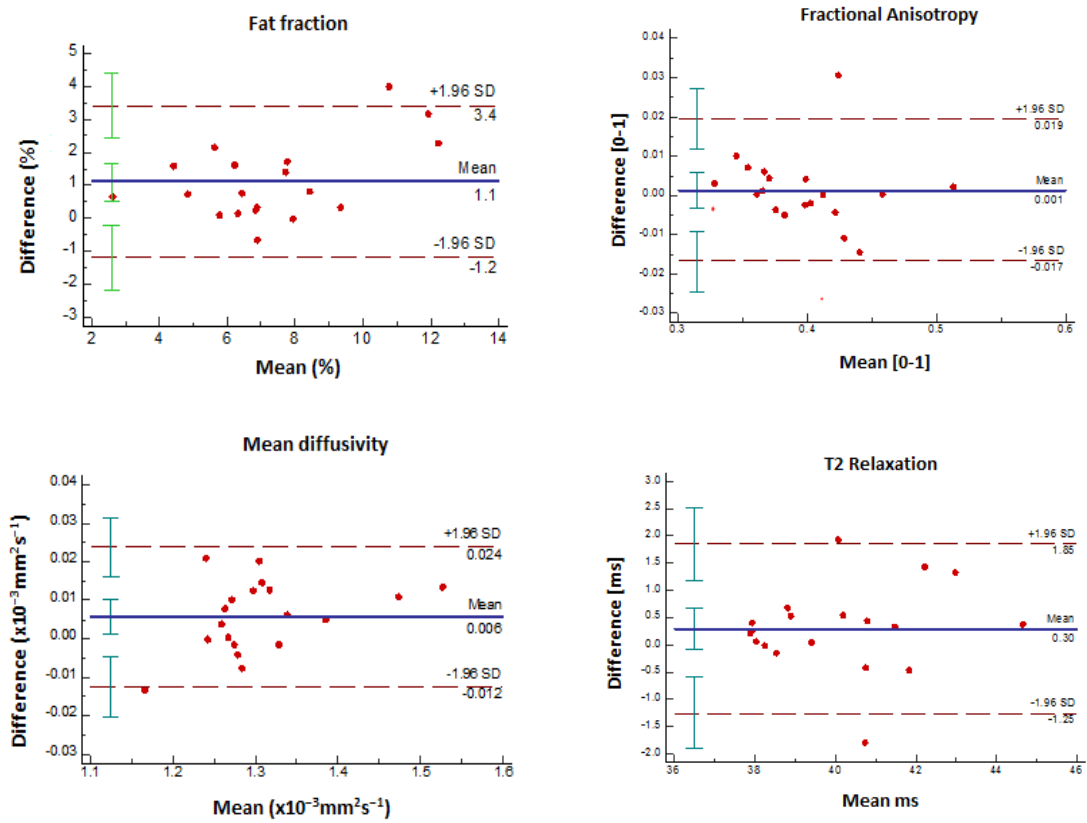 Fat fraction
5
4
3
2
1
0
-1
-2
-3
Difference (%)
+1.96 SD
3.4
Mean
1.1
-1.96 SD
-1.2
2 4 6 8 10 12 14
Mean (%)
Fractional Anisotropy
0.04
0.03
0.02
0.01
0.00
-0.01
-0.02
-0.03
Difference [0-1]
+1.96 SD
0.019
Mean
0.001
-1.96 SD
-0.017
0.3 0.4 0.5 0.6
Mean [0-1]
Mean diffusivity
0.04
0.03
0.02
0.01
0.00
-0.01
-0.02
-0.03
Difference (x10⁻³mm²s⁻¹)
+1.96 SD
0.024
Mean
0.006
-1.96 SD
-0.012
1.1 1.2 1.3 1.4 1.5 1.6
Mean (x10⁻³mm²s⁻¹)
T2 Relaxation
3.0
2.5
2.0
1.5
1.0
0.5
0.0
-0.5
-1.0
-1.5
-2.0
Difference [ms]
+1.96 SD
1.85
Mean
0.30
-1.96 SD
-1.25
36 38 40 42 44 46
Mean ms